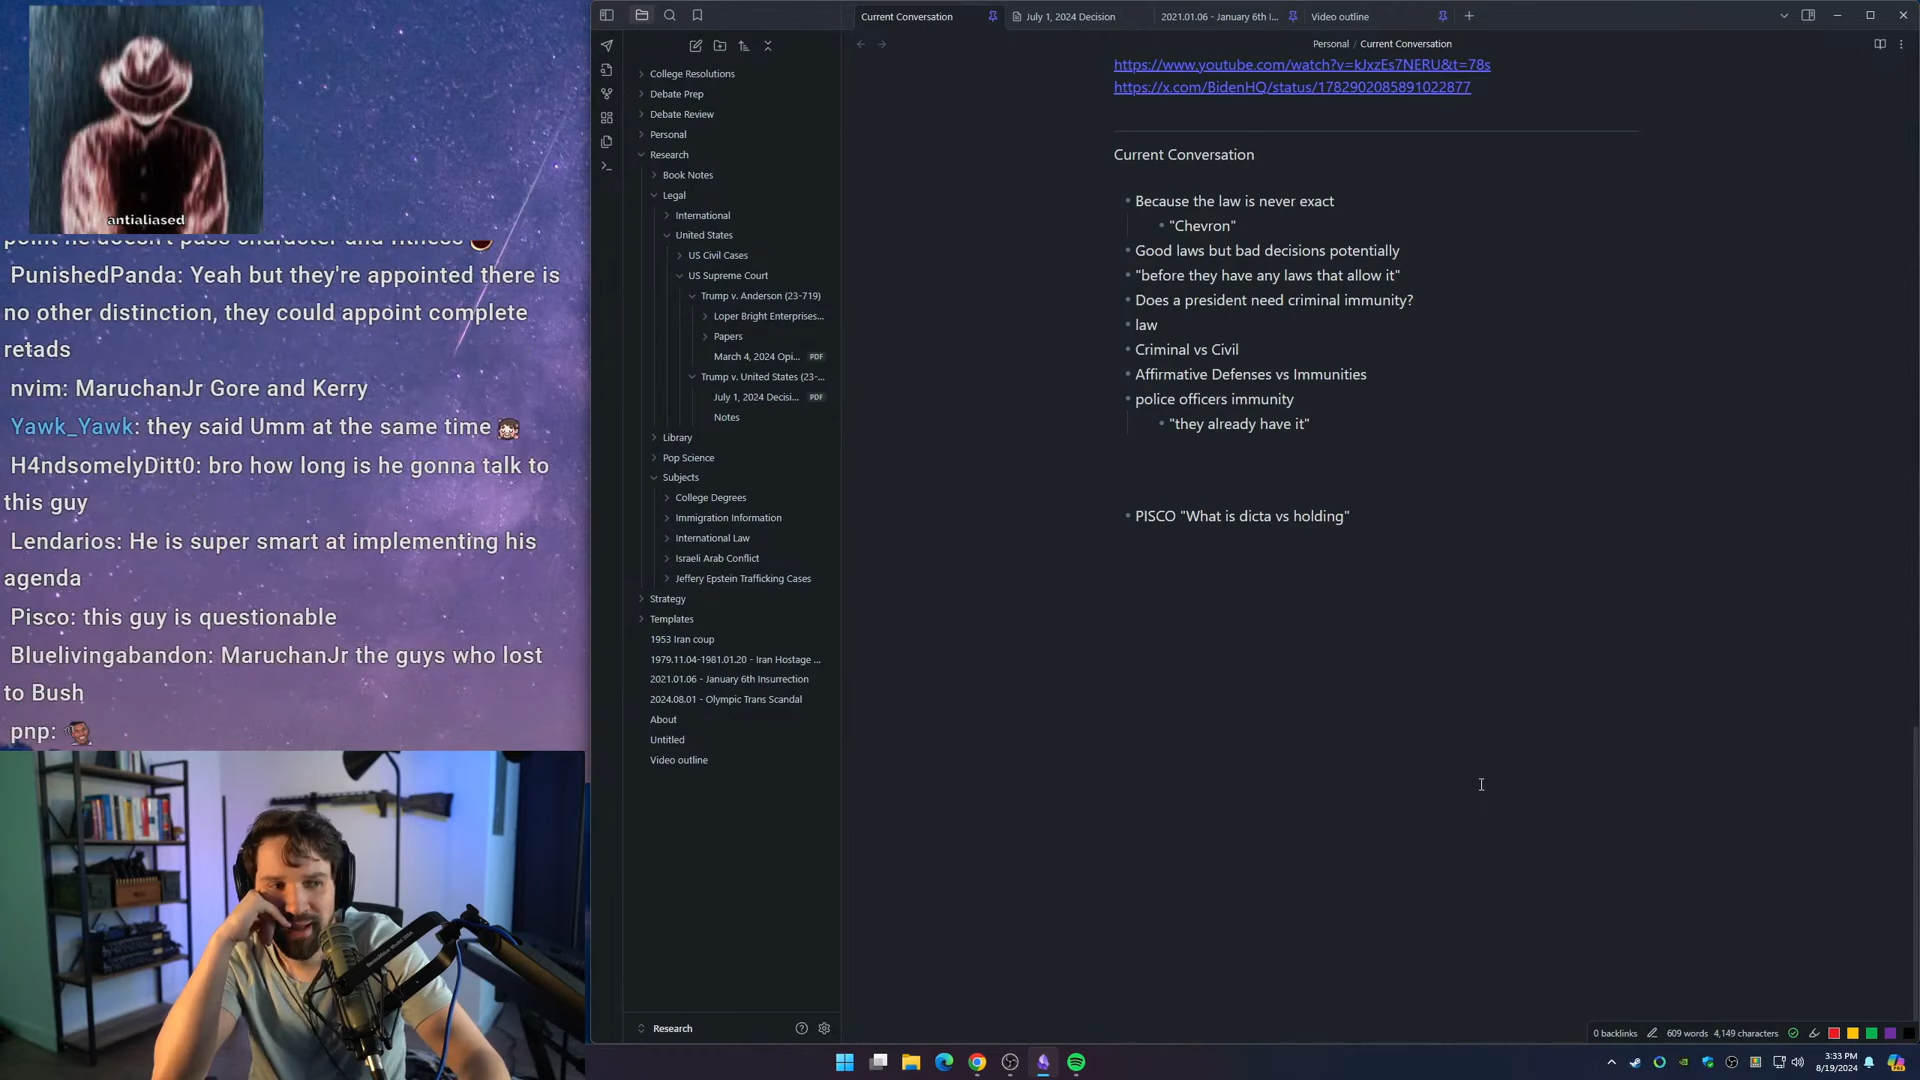 antialiased
point he doesn't pass character and fitness
PunishedPanda: Yeah but they're appointed there is
no other distinction, they could appoint complete
retads
nvim: MaruchanJr Gore and Kerry
Yawk_Yawk: they said Umm at the same time
H4ndsomelyDitt0: bro how long is he gonna talk to
this guy
Lendarios: He is super smart at implementing his
agenda
Pisco: this guy is questionable
Bluelivingabandon: MaruchanJr the guys who lost
to Bush
pnp:
College Resolutions
Debate Prep
Debate Review
Personal
Research
Book Notes
Legal
International
United States
US Civil Cases
US Supreme Court
Trump v. Anderson (23-719)
Loper Bright Enterprises...
Papers
March 4, 2024 Opi... PDF
Trump v. United States (23-...
July 1, 2024 Decisi... PDF
Notes
Library
Pop Science
Subjects
College Degrees
Immigration Information
International Law
Israeli Arab Conflict
Jeffery Epstein Trafficking Cases
Strategy
Templates
1953 Iran coup
1979.11.04-1981.01.20 - Iran Hostage ...
2021.01.06 - January 6th Insurrection
2024.08.01 - Olympic Trans Scandal
About
Untitled
Video outline
Research
Current Conversation
July 1, 2024 Decision
2021.01.06 - January 6th I...
Video outline
Personal / Current Conversation
https://www.youtube.com/watch?v=kJxzEs7NERU&t=78s
https://x.com/BidenHQ/status/1782902085891022877
Current Conversation
Because the law is never exact
"Chevron"
Good laws but bad decisions potentially
"before they have any laws that allow it"
Does a president need criminal immunity?
law
Criminal vs Civil
Affirmative Defenses vs Immunities
police officers immunity
"they already have it"
PISCO "What is dicta vs holding"
0 backlinks 609 words 4,149 characters
3:33 PM
8/19/2024